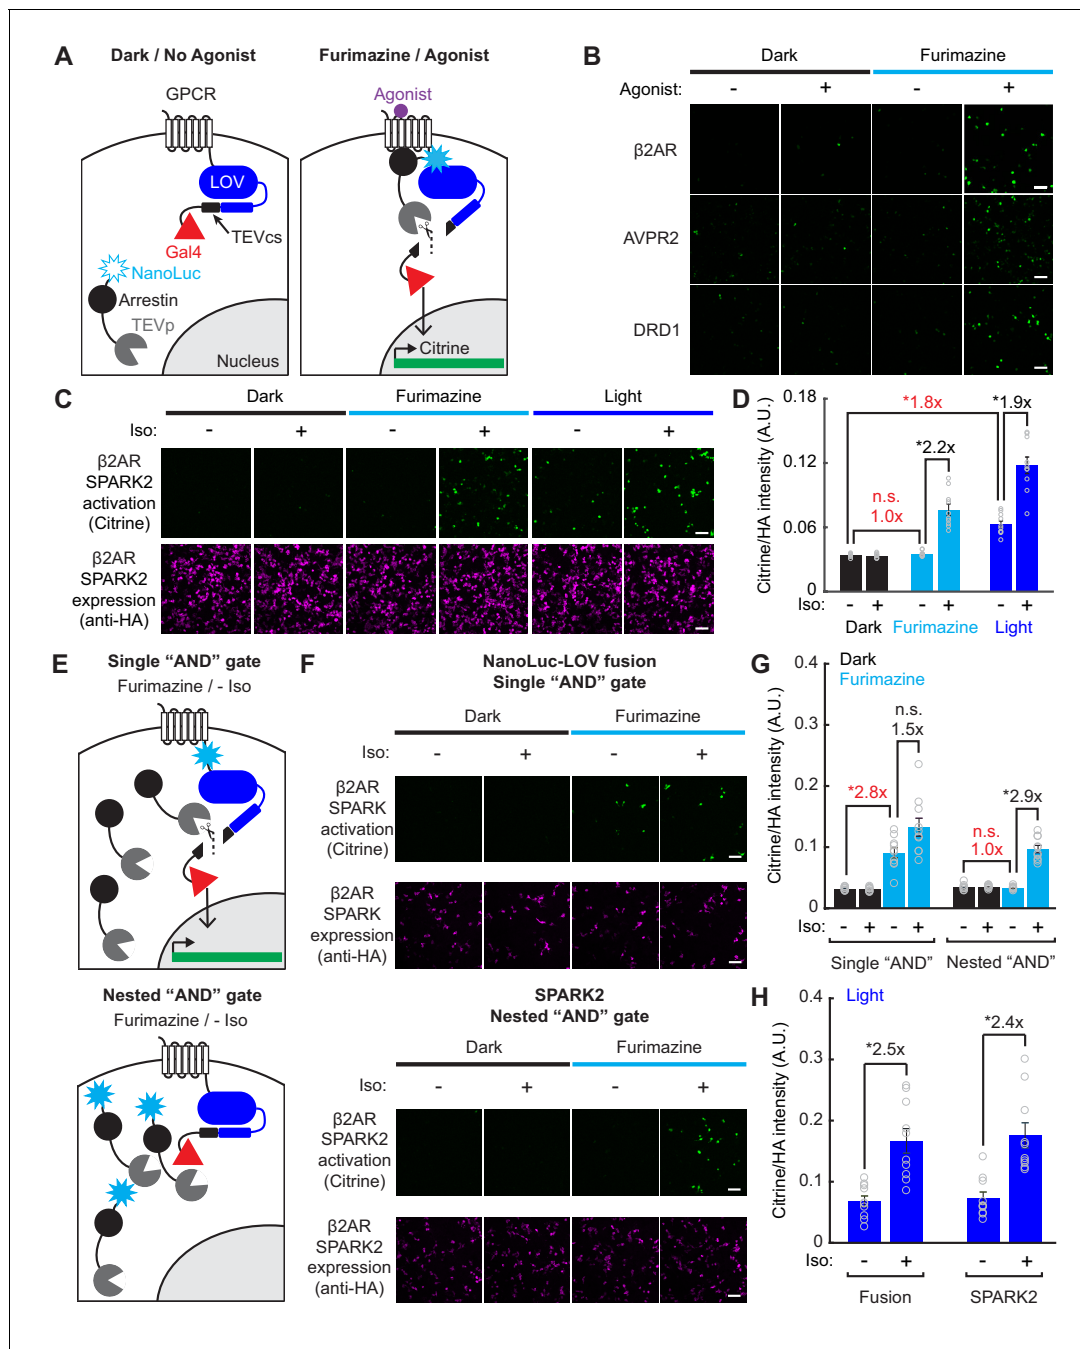 A
Dark / No Agonist
Furimazine / Agonist
GPCR
Agonist
LOV
TEVcs
Gal4
NanoLuc
Arrestin
TEVp
Nucleus
Citrine
B
Dark
Furimazine
Agonist:
-
+
-
+
β2AR
AVPR2
DRD1
C
Dark
Furimazine
Light
Iso:
-
+
-
+
-
+
β2AR
SPARK2
activation
(Citrine)
β2AR
SPARK2
expression
(anti-HA)
D
Citrine/HA intensity (A.U.)
0.18
0.12
0.06
0
*1.8x
*1.9x
*2.2x
n.s.
1.0x
Iso:
-
+
-
+
-
+
Dark
Furimazine
Light
E
Single “AND” gate
Furimazine / - Iso
Nested “AND” gate
Furimazine / - Iso
F
NanoLuc-LOV fusion
Single “AND” gate
Dark
Furimazine
Iso:
-
+
-
+
β2AR
SPARK
activation
(Citrine)
β2AR
SPARK
expression
(anti-HA)
SPARK2
Nested “AND” gate
Dark
Furimazine
Iso:
-
+
-
+
β2AR
SPARK2
activation
(Citrine)
β2AR
SPARK2
expression
(anti-HA)
G
Citrine/HA intensity (A.U.)
0.4
0.3
0.2
0.1
0
Dark
Furimazine
n.s.
1.5x
*2.8x
*2.9x
n.s.
1.0x
Iso:
-
+
-
+
-
+
-
+
Single “AND”
Nested “AND”
H
Citrine/HA intensity (A.U.)
0.4
0.3
0.2
0.1
0
Light
*2.5x
*2.4x
Iso:
-
+
-
+
Fusion
SPARK2